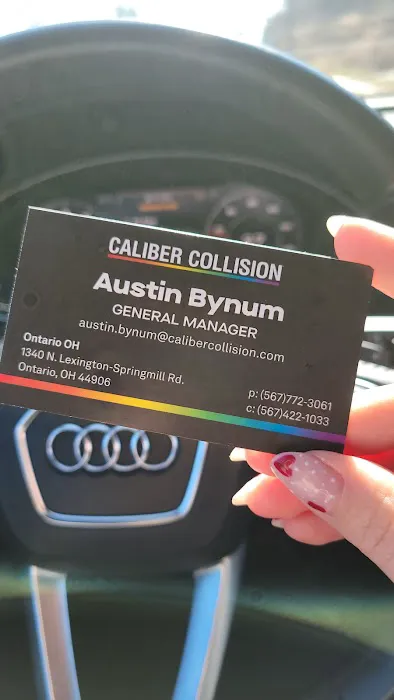 CALIBER COLLISION
Austin Bynum
GENERAL MANAGER
austin.bynum@calibercollision.com
Ontario OH
1340 N. Lexington-Springmill Rd.
Ontario, OH 44906
p: (567)772-3061
c: (567)422-1033